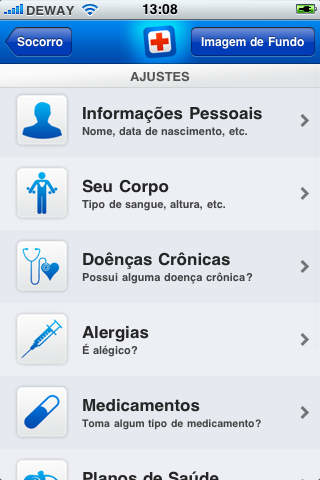 DEWAY 13:08
Socorro Imagem de Fundo
AJUSTES
Informações Pessoais
Nome, data de nascimento, etc.
Seu Corpo
Tipo de sangue, altura, etc.
Doênças Crônicas
Possui alguma doença crônica?
Alergias
É alégico?
Medicamentos
Toma algum tipo de medicamento?
Planos de Saúde